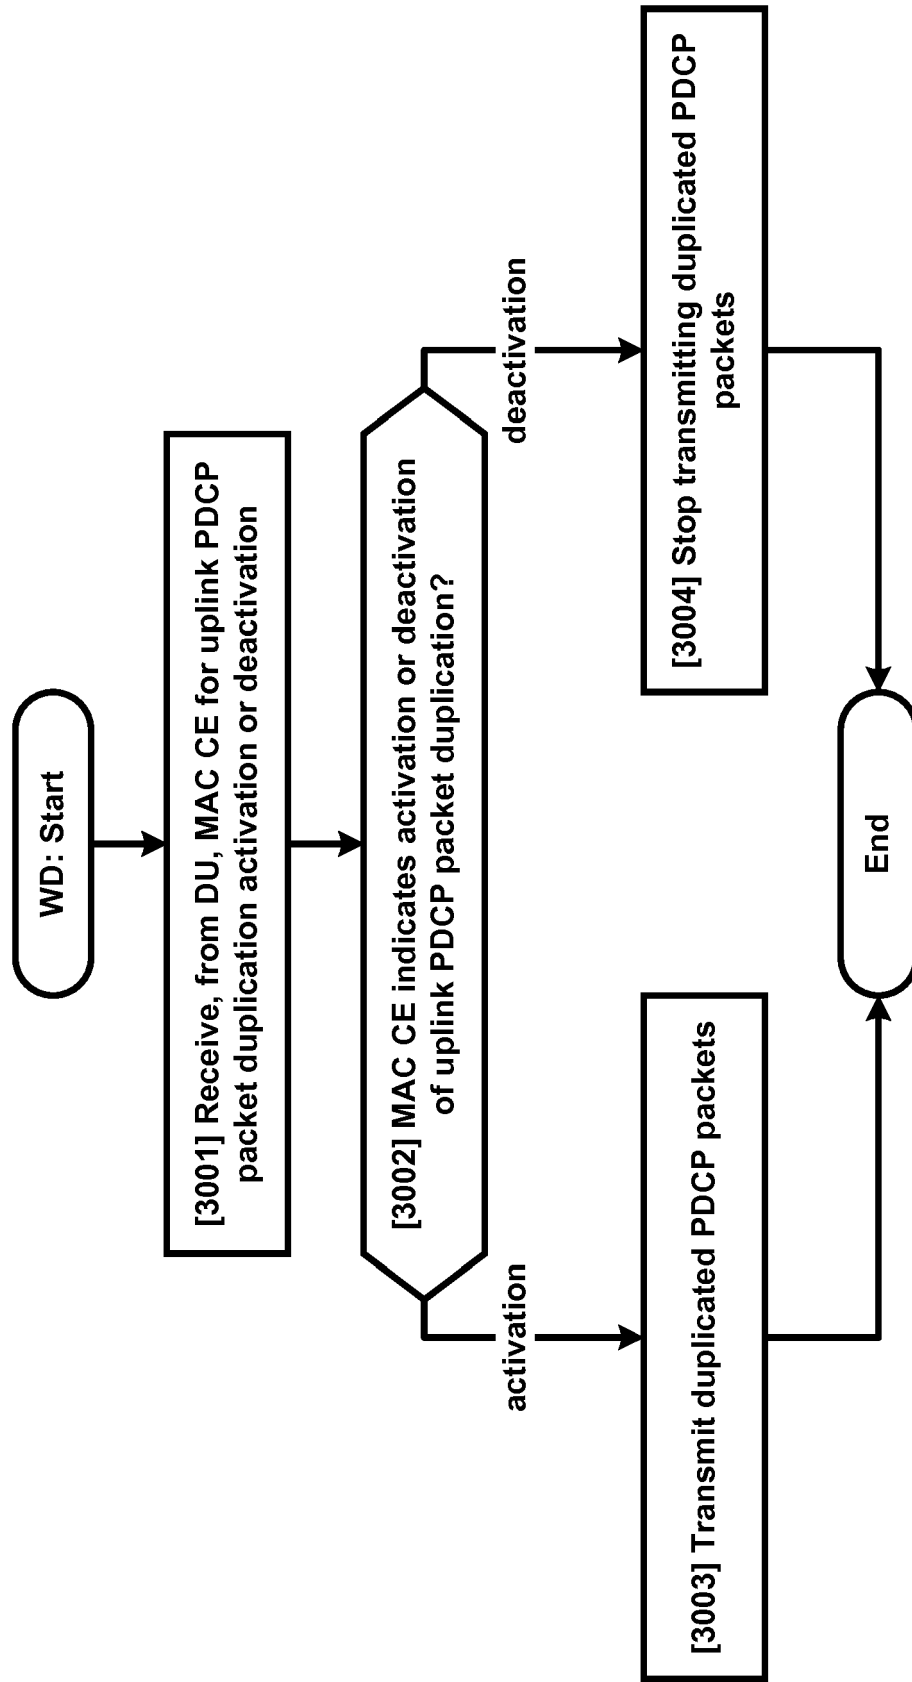 WD: Start
[3001] Receive, from DU, MAC CE for uplink PDCP
packet duplication activation or deactivation
[3002] MAC CE indicates activation or deactivation
of uplink PDCP packet duplication?
activation
deactivation
[3003] Transmit duplicated PDCP packets
[3004] Stop transmitting duplicated PDCP
packets
End